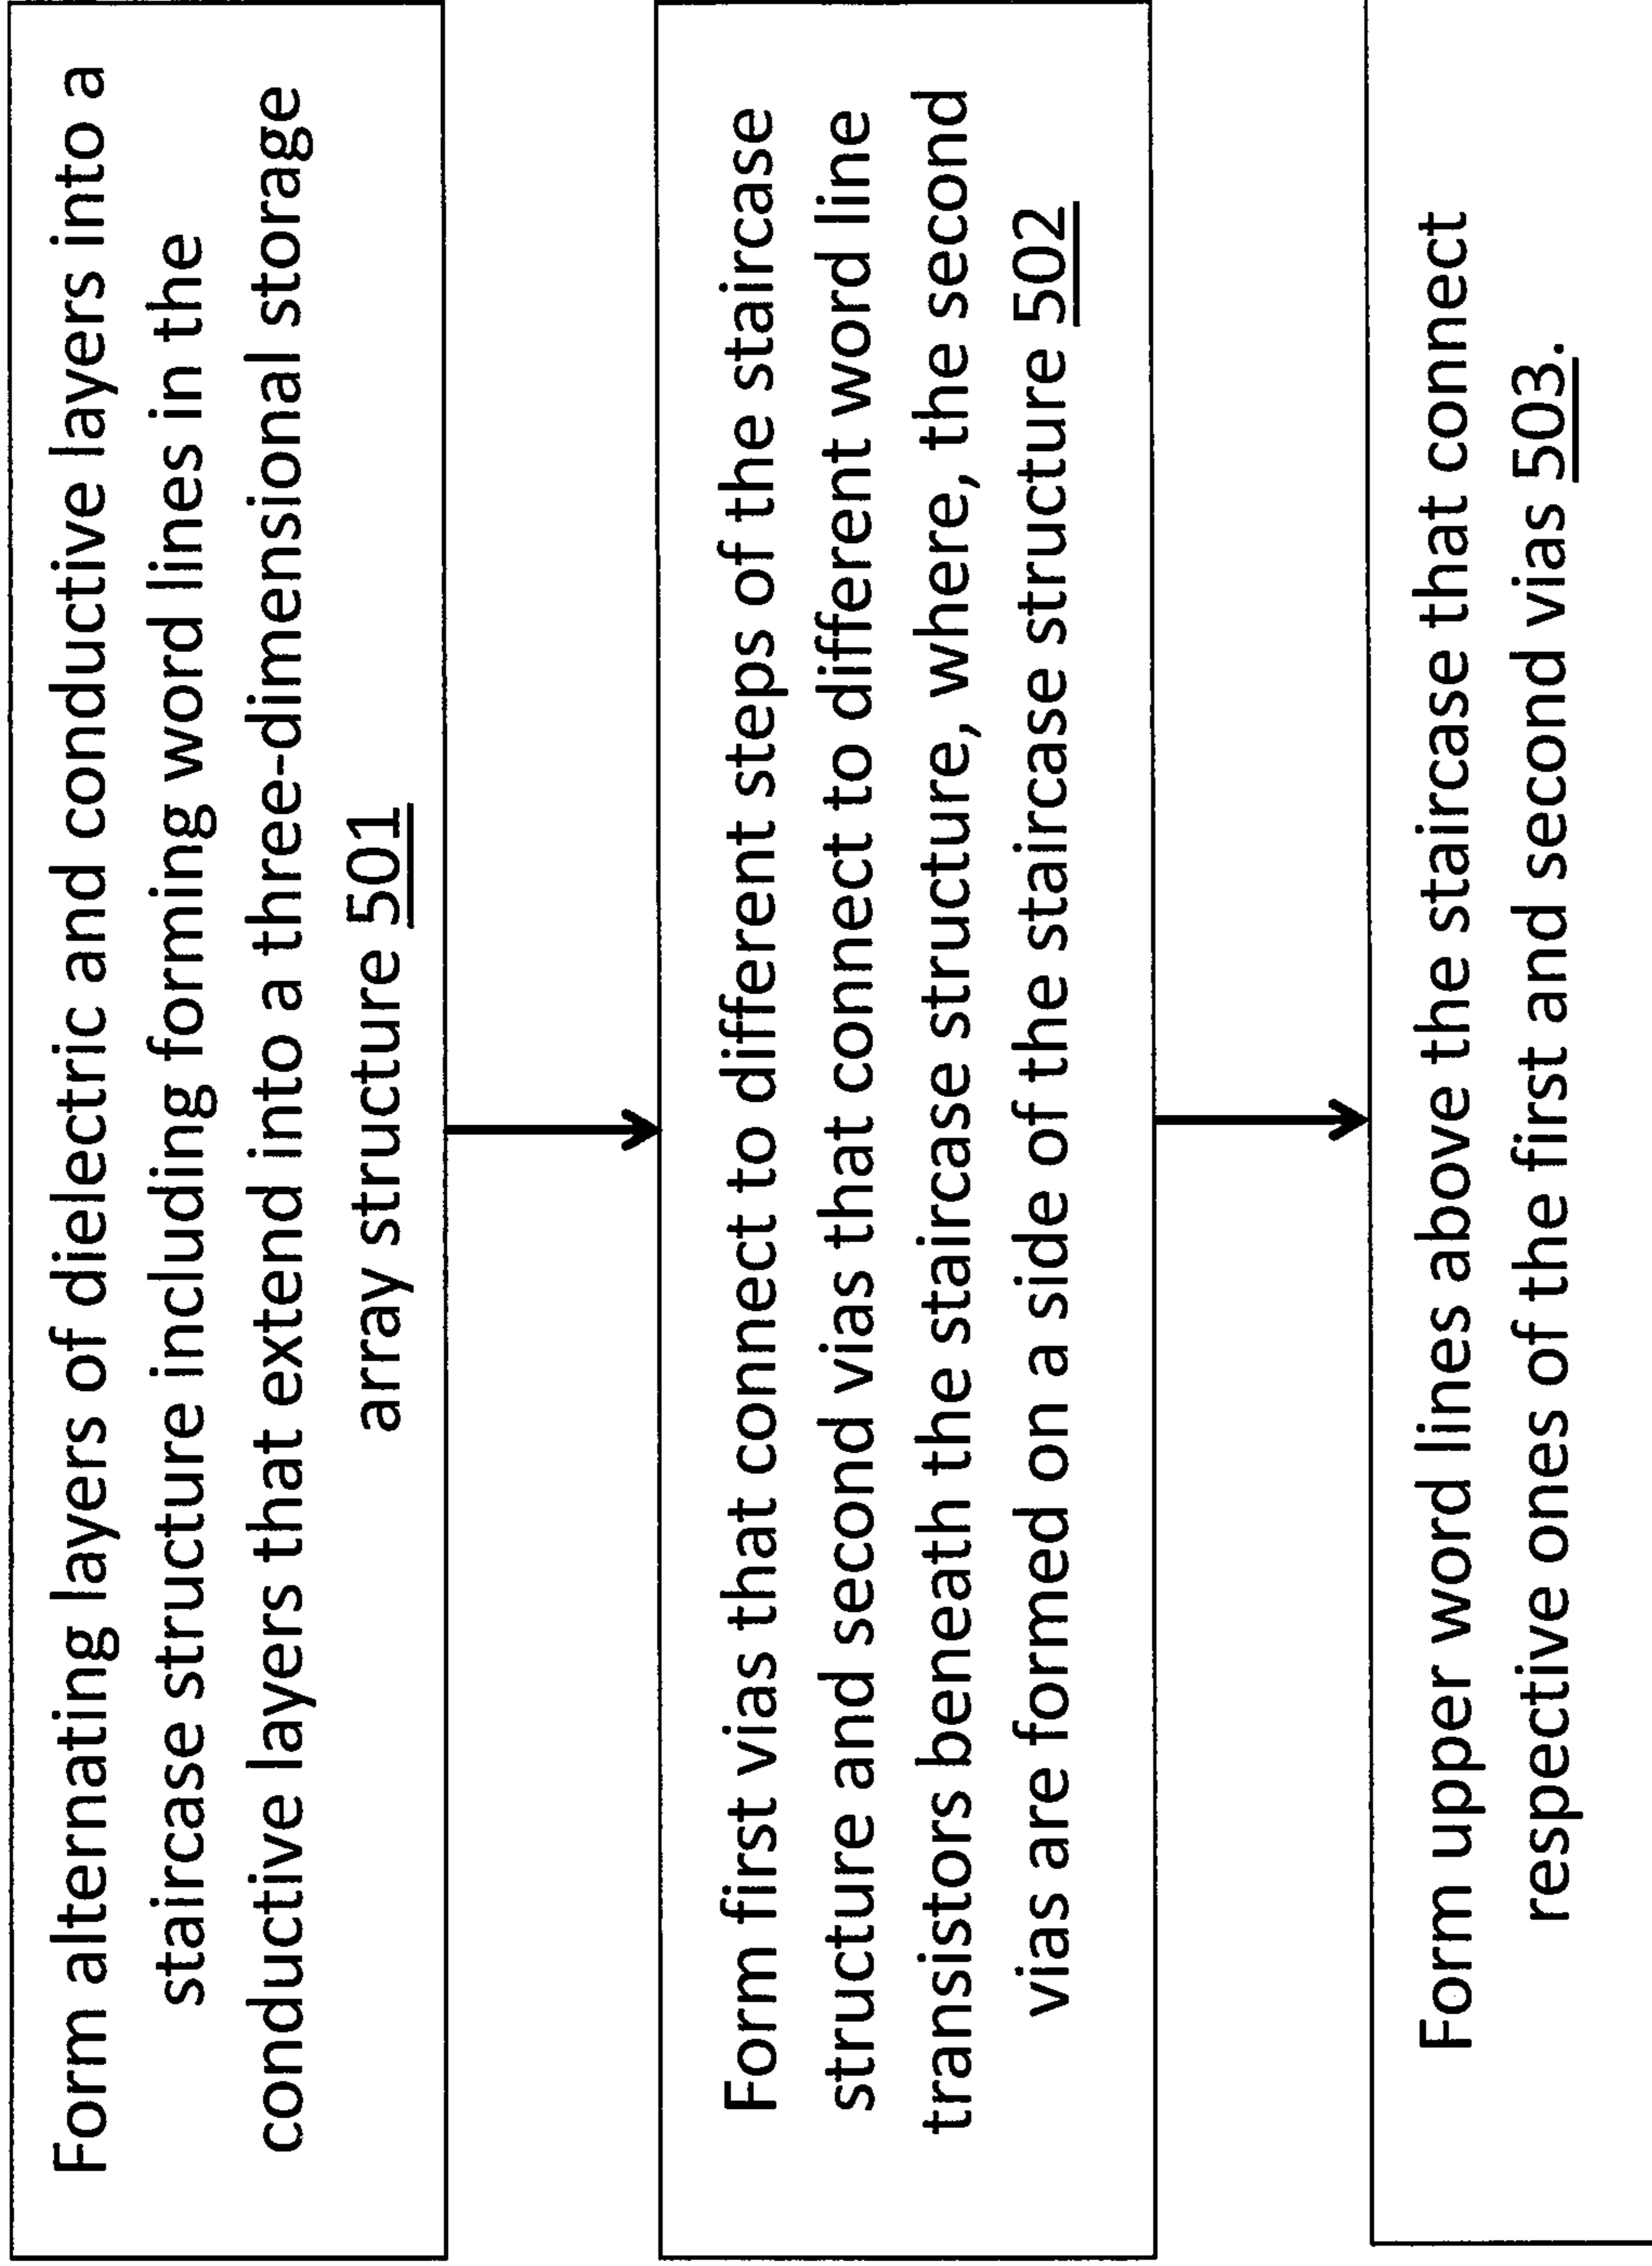 Form alternating layers of dielectric and conductive layers into a
staircase structure including forming word lines in the
conductive layers that extend into a three-dimensional storage
array structure 501
Form first vias that connect to different steps of the staircase
structure and second vias that connect to different word line
transistors beneath the staircase structure, where, the second
vias are formed on a side of the staircase structure 502
Form upper word lines above the staircase that connect
respective ones of the first and second vias 503.